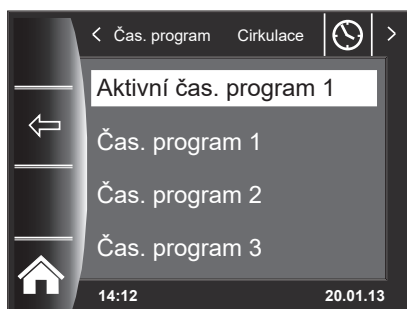 Čas. program Cirkulace
Aktivní čas. program 1
Čas. program 1
Čas. program 2
Čas. program 3
14:12 20.01.13